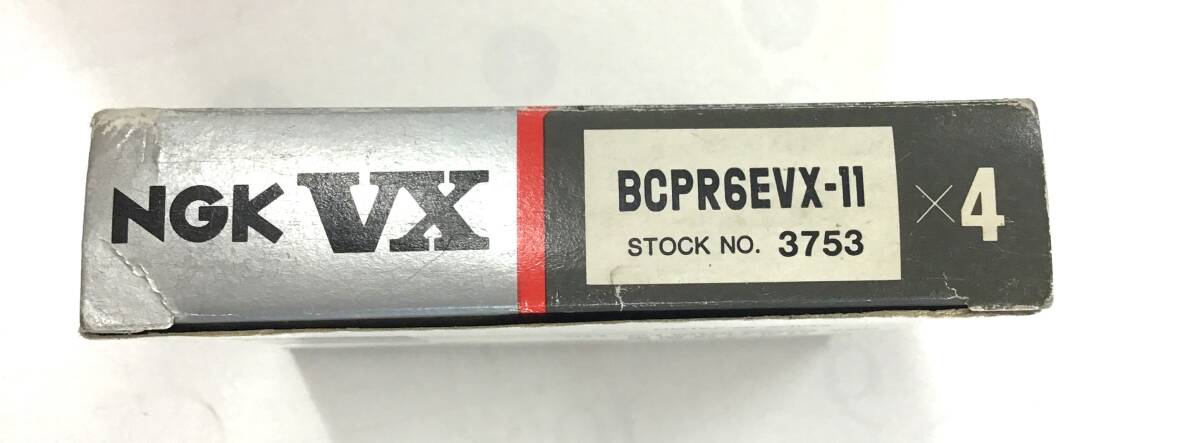 NGK VX
BCPR6EVX-11
STOCK NO. 3753
×4